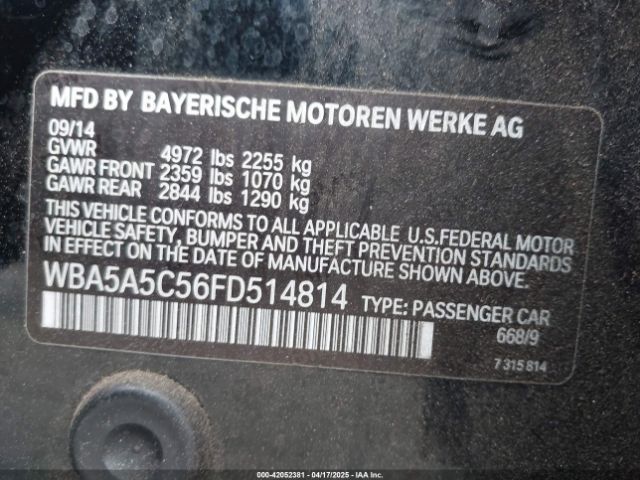 MFD BY BAYERISCHE MOTOREN WERKE AG
09/14
GVWR 4972 lbs 2255 kg
GAWR FRONT 2359 lbs 1070 kg
GAWR REAR 2844 lbs 1290 kg
THIS VEHICLE CONFORMS TO ALL APPLICABLE U.S.FEDERAL MOTOR
VEHICLE SAFETY, BUMPER AND THEFT PREVENTION STANDARDS
IN EFFECT ON THE DATE OF MANUFACTURE SHOWN ABOVE.
WBA5A5C56FD514814 TYPE: PASSENGER CAR
668/9
7 315 814
000-42052381 - 04/17/2025 - IAAI.COM